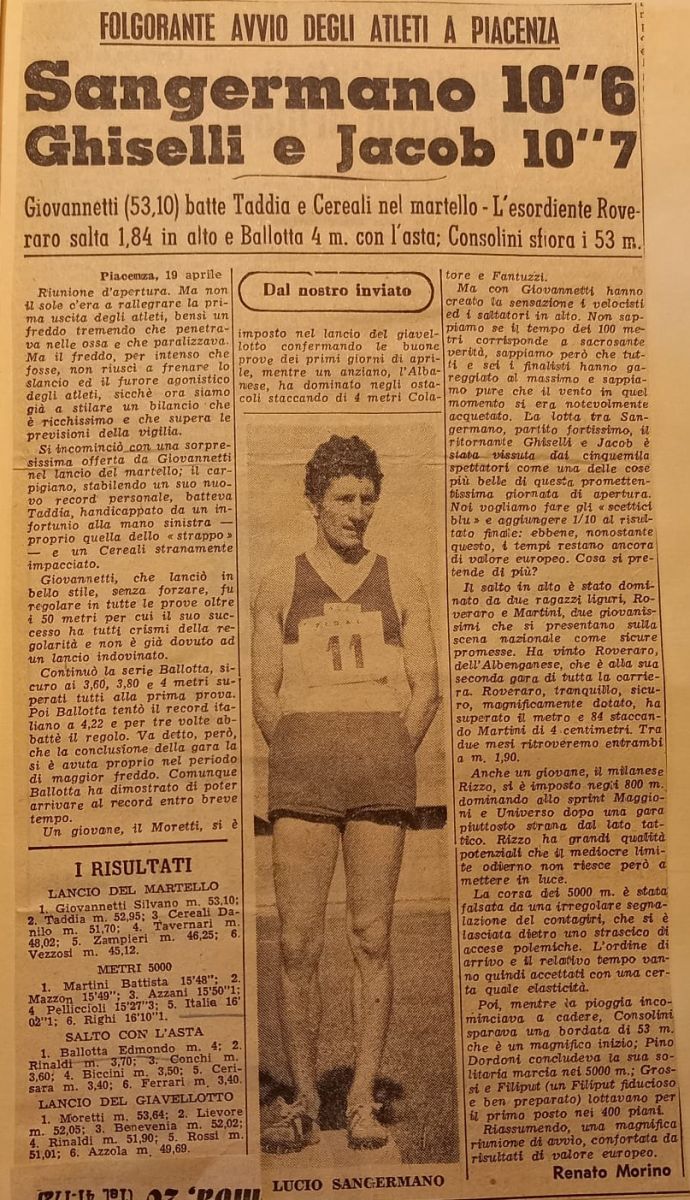 FOLGORANTE AVVIO DEGLI ATLETI A PIACENZA
Sangermano 10"6
Ghiselli e Jacob 10"7
Giovannetti (53,10) batte Taddia e Cereali nel martello - L'esordiente Rove-
raro salta 1,84 in alto e Ballotta 4 m. con l'asta; Consolini sfiora i 53 m.
Piacenza, 19 aprile
Riunione d'apertura. Ma non
il sole c'era a rallegrare la pri-
ma uscita degli atleti, bensì un
freddo tremendo che penetra-
va nelle ossa e che paralizzava.
Ma il freddo, per intenso che
fosse, non riuscì a frenare lo
slancio ed il furore agonistico
degli atleti, sicchè ora siamo
già a stilare un bilancio che
è ricchissimo e che supera le
previsioni della vigilia.
Si incominciò con una sorpre-
sissima offerta da Giovannetti
nel lancio del martello; il car-
pigiano, stabilendo un suo nuo-
vo record personale, batteva
Taddia, handicappato da un in-
fortunio alla mano sinistra —
proprio quella dello «strappo»
— e un Cereali stranamente
impacciato.
Giovannetti, che lanciò in
bello stile, senza forzare, fu
regolare in tutte le prove oltre
i 50 metri per cui il suo suc-
cesso ha tutti crismi della re-
golarità e non è già dovuto ad
un lancio indovinato.
Continuò la serie Ballotta, si-
curo ai 3,60, 3,80 e 4 metri su-
perati tutti alla prima prova.
Poi Ballotta tentò il record ita-
liano a 4,22 e per tre volte ab-
battè il regolo. Va detto, però,
che la conclusione della gara la
si è avuta proprio nel periodo
di maggior freddo. Comunque
Ballotta ha dimostrato di poter
arrivare al record entro breve
tempo.
Un giovane, il Moretti, si è
I RISULTATI
LANCIO DEL MARTELLO
1. Giovannetti Silvano m. 53,10;
2. Taddia m. 52,95; 3 Cereali Da-
nilo m. 51,70; 4. Tavernari m.
48,02; 5. Zampieri m. 46,25; 6.
Vezzosi m. 45,12.
METRI 5000
1. Martini Battista 15'48"; 2.
Mazzon 15'49"; 3. Azzani 15'50"1;
4 Pelliccioli 15'27"3; 5. Italia 16'
02"1; 6. Righi 16'10"1.
SALTO CON L'ASTA
1. Ballotta Edmondo m. 4; 2.
Rinaldi m. 3,70; 3. Conchi m.
3,60; 4. Biccini m. 3,50; 5. Ceri-
sara m. 3,40; 6. Ferrari m. 3,40.
LANCIO DEL GIAVELLOTTO
1. Moretti m. 53,64; 2. Lievore
m. 52,05; 3. Benevenia m. 52,02;
4. Rinaldi m. 51,90; 5. Rossi m.
51,01; 6. Azzola m. 49,69.
Dal nostro inviato
imposto nel lancio del giavel-
lotto confermando le buone
prove dei primi giorni di apri-
le, mentre un anziano, l'Alba-
nese, ha dominato negli osta-
coli staccando di 4 metri Cola-
11
LUCIO SANGERMANO
tore e Fantuzzi.
Ma con Giovannetti hanno
creato la sensazione i velocisti
ed i saltatori in alto. Non sap-
piamo se il tempo dei 100 me-
tri corrisponde a sacrosante
verità, sappiamo però che tut-
ti e sei i finalisti hanno ga-
reggiato al massimo e sappia-
mo pure che il vento in quel
momento si era notevolmente
acquetato. La lotta tra San-
germano, partito fortissimo, il
ritornante Ghiselli e Jacob è
stata vissuta dai cinquemila
spettatori come una delle cose
più belle di questa promette­n-
tissima giornata di apertura.
Noi vogliamo fare gli «scettici
blu» e aggiungere 1/10 al risul-
tato finale: ebbene, nonostante
questo, i tempi restano ancora
di valore europeo. Cosa si pre-
tende di più?
Il salto in alto è stato domi-
nato da due ragazzi liguri, Ro-
veraro e Martini, due giovanis-
simi che si presentano sulla
scena nazionale come sicure
promesse. Ha vinto Roveraro,
dell'Albenganese, che è alla sua
seconda gara di tutta la carrie-
ra. Roveraro, tranquillo, sicu-
ro, magnificamente dotato, ha
superato il metro e 84 staccan-
do Martini di 4 centimetri. Tra
due mesi ritroveremo entrambi
a m. 1,90.
Anche un giovane, il milanese
Rizzo, si è imposto negli 800 m.
dominando allo sprint Maggio-
ni e Universo dopo una gara
piuttosto strana dal lato tat-
tico. Rizzo ha grandi qualità
potenziali che il mediocre limi-
te odierno non riesce però a
mettere in luce.
La corsa dei 5000 m. è stata
falsata da una irregolare segna-
lazione del contagiri, che si è
lasciata dietro uno strascico di
accese polemiche. L'ordine di
arrivo e il relativo tempo van-
no quindi accettati con una cer-
ta quale elasticità.
Poi, mentre la pioggia inco-
minciava a cadere, Consolini
sparava una bordata di 53 m.
che è un magnifico inizio; Pino
Dordoni concludeva la sua so-
litaria marcia nei 5000 m.; Gros-
si e Filiput (un Filiput fiducioso
e ben preparato) lottavano per
il primo posto nei 400 piani.
Riassumendo, una magnifica
riunione di avvio, confortata da
risultati di valore europeo.
Renato Morino